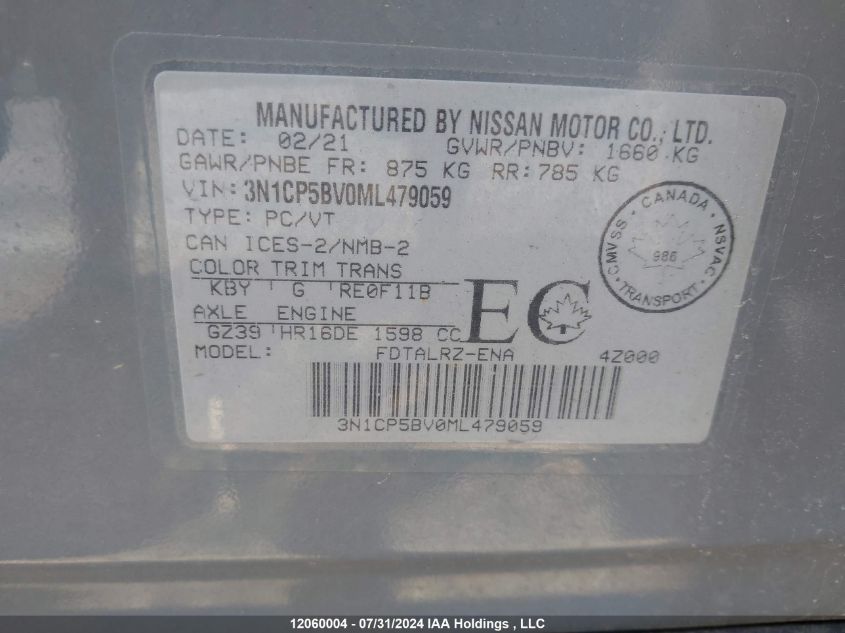 MANUFACTURED BY NISSAN MOTOR CO., LTD.
DATE: 02/21 GVWR/PNBV: 1660 KG
GAWR/PNBE FR: 875 KG RR: 785 KG
VIN: 3N1CP5BV0ML479059
TYPE: PC/VT
CAN ICES-2/NMB-2
COLOR TRIM TRANS
KBY G RE0F11B
AXLE ENGINE
GZ39 HR16DE 1598 CC
EC
CANADA
CMVSS NSVAC
986
TRANSPORT
MODEL: FDTALRZ-ENA 4Z000
3N1CP5BV0ML479059
12060004 - 07/31/2024 IAA Holdings , LLC